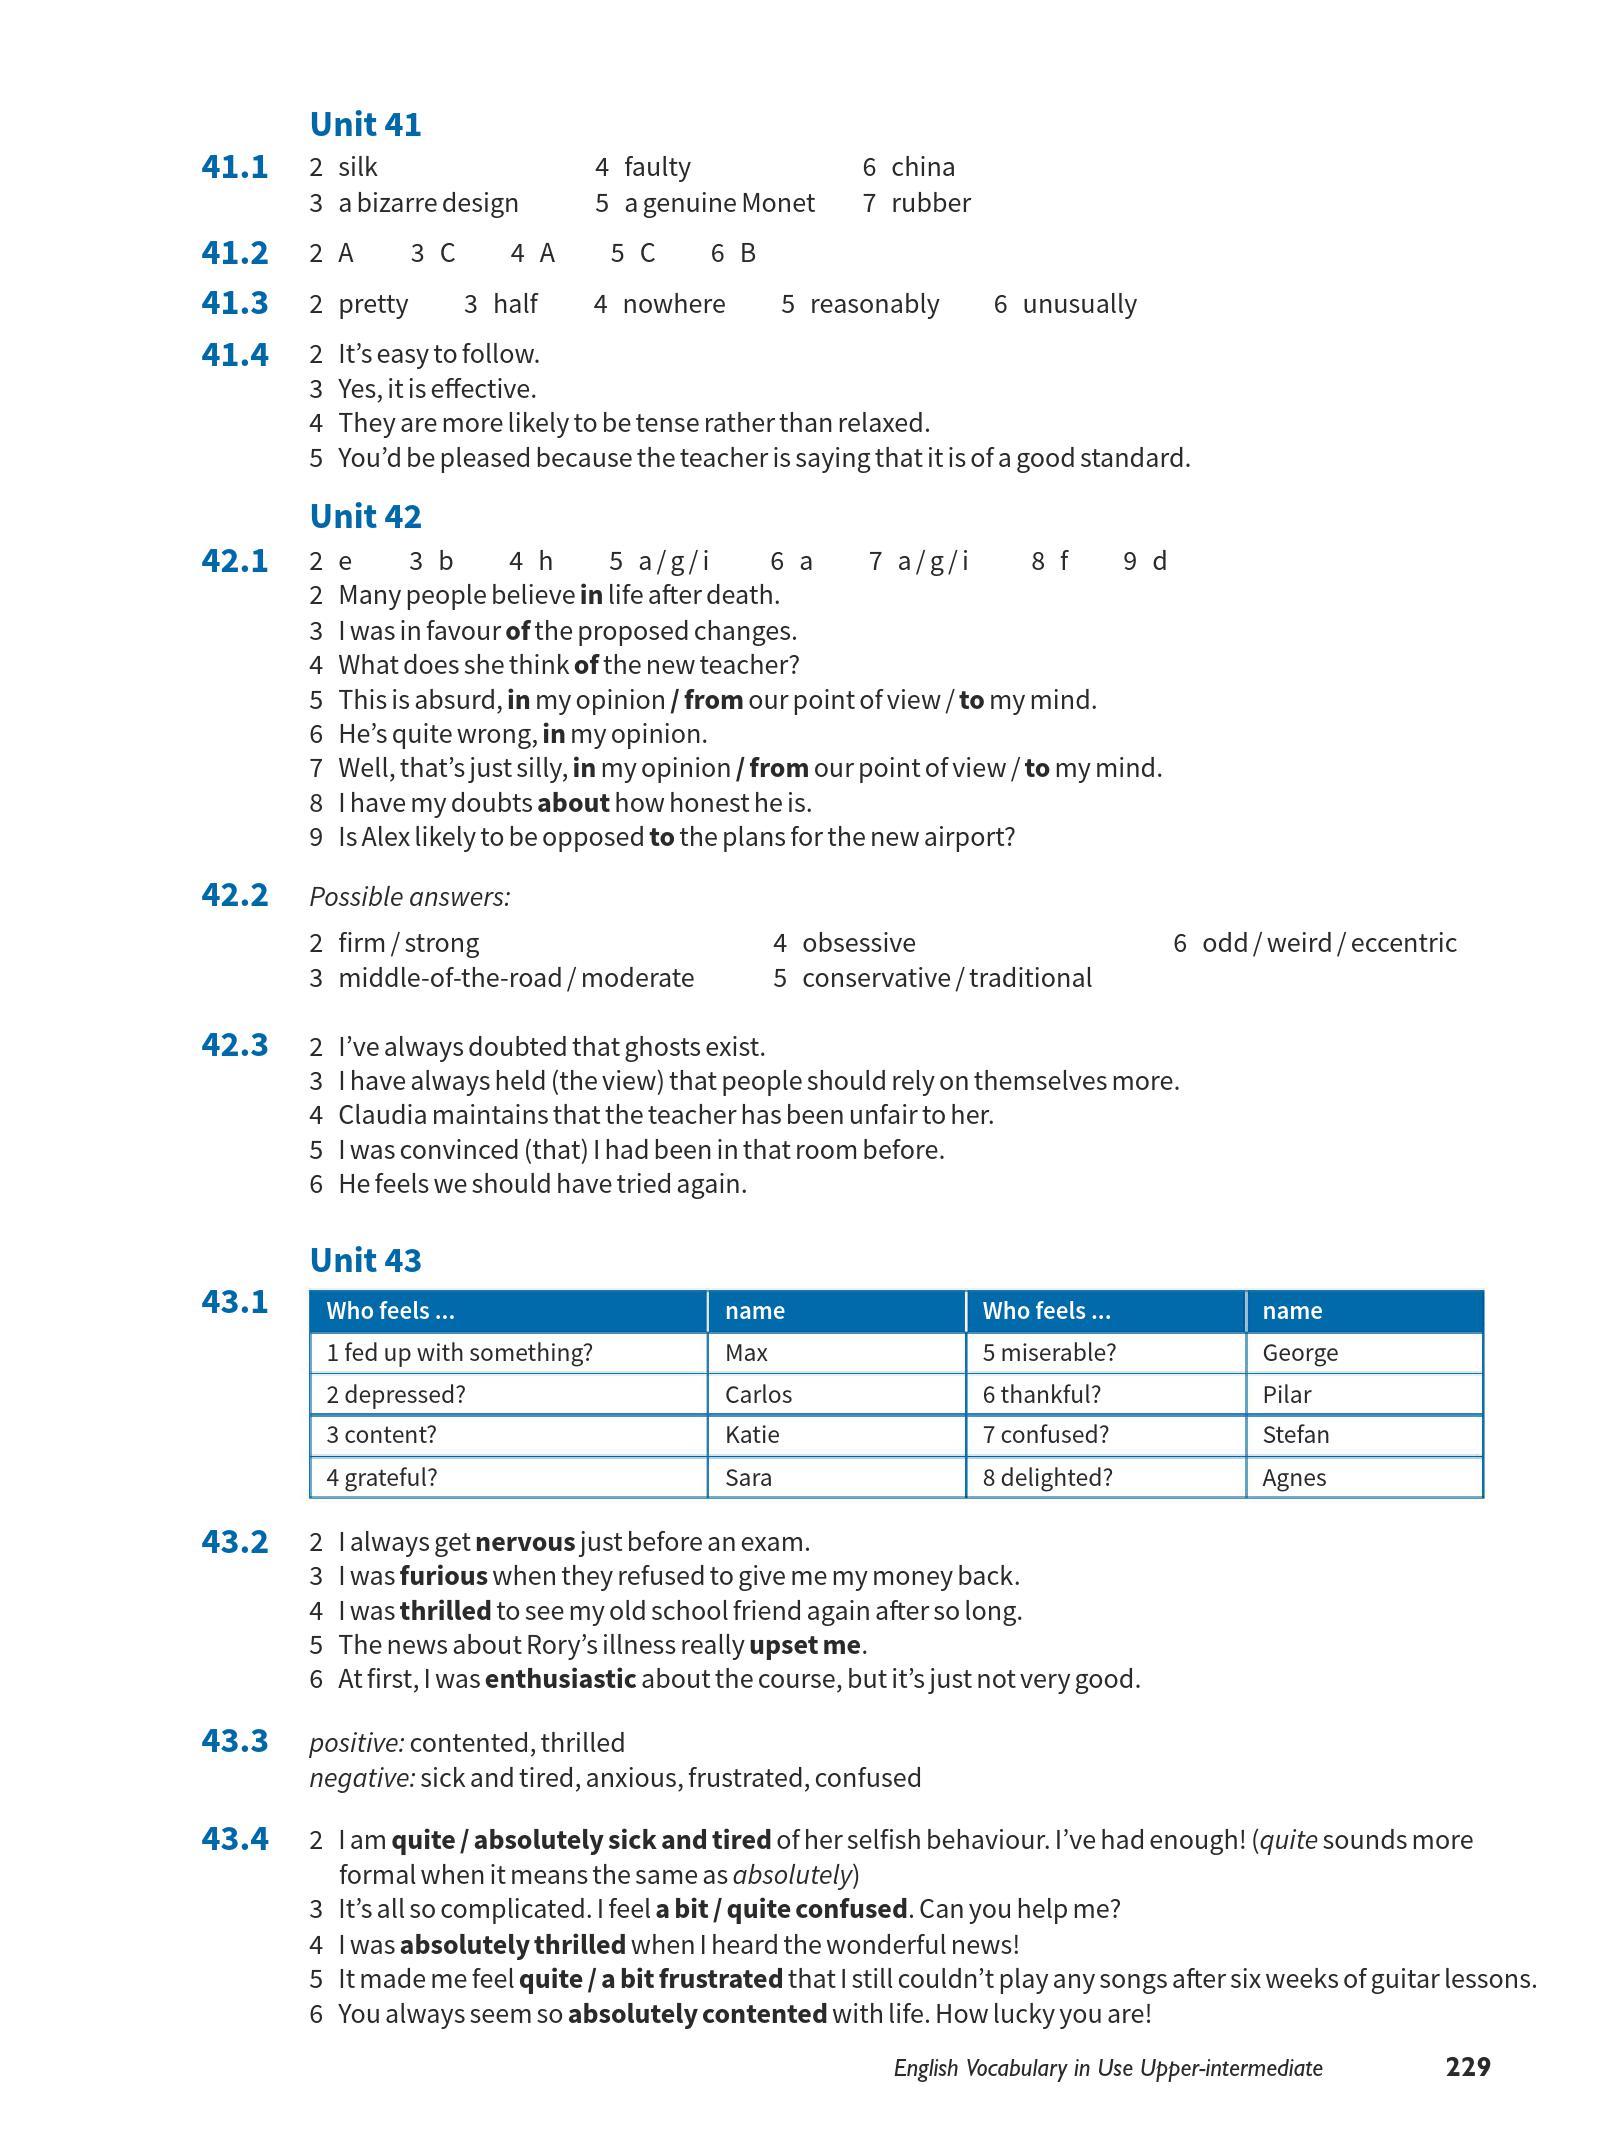 Unit 41
41.1 2 silk 4 faulty 6 china
3 a bizarre design 5 a genuine Monet 7 rubber
41.2 2 A 3 C 4 A 5 C 6 B
41.3 2 pretty 3 half 4 nowhere 5 reasonably 6 unusually
41.4 2 It’s easy to follow.
3 Yes, it is effective.
4 They are more likely to be tense rather than relaxed.
5 You’d be pleased because the teacher is saying that it is of a good standard.
Unit 42
42.1 2 e 3 b 4 h 5 a / g / i 6 a 7 a / g / i 8 f 9 d
2 Many people believe in life after death.
3 I was in favour of the proposed changes.
4 What does she think of the new teacher?
5 This is absurd, in my opinion / from our point of view / to my mind.
6 He’s quite wrong, in my opinion.
7 Well, that’s just silly, in my opinion / from our point of view / to my mind.
8 I have my doubts about how honest he is.
9 Is Alex likely to be opposed to the plans for the new airport?
42.2 Possible answers:
2 firm / strong 4 obsessive 6 odd / weird / eccentric
3 middle-of-the-road / moderate 5 conservative / traditional
42.3 2 I’ve always doubted that ghosts exist.
3 I have always held (the view) that people should rely on themselves more.
4 Claudia maintains that the teacher has been unfair to her.
5 I was convinced (that) I had been in that room before.
6 He feels we should have tried again.
Unit 43
43.1 Who feels ... name Who feels ... name
1 fed up with something? Max 5 miserable? George
2 depressed? Carlos 6 thankful? Pilar
3 content? Katie 7 confused? Stefan
4 grateful? Sara 8 delighted? Agnes
43.2 2 I always get nervous just before an exam.
3 I was furious when they refused to give me my money back.
4 I was thrilled to see my old school friend again after so long.
5 The news about Rory’s illness really upset me.
6 At first, I was enthusiastic about the course, but it’s just not very good.
43.3 positive: contented, thrilled
negative: sick and tired, anxious, frustrated, confused
43.4 2 I am quite / absolutely sick and tired of her selfish behaviour. I’ve had enough! (quite sounds more
formal when it means the same as absolutely)
3 It’s all so complicated. I feel a bit / quite confused. Can you help me?
4 I was absolutely thrilled when I heard the wonderful news!
5 It made me feel quite / a bit frustrated that I still couldn’t play any songs after six weeks of guitar lessons.
6 You always seem so absolutely contented with life. How lucky you are!
English Vocabulary in Use Upper-intermediate 229